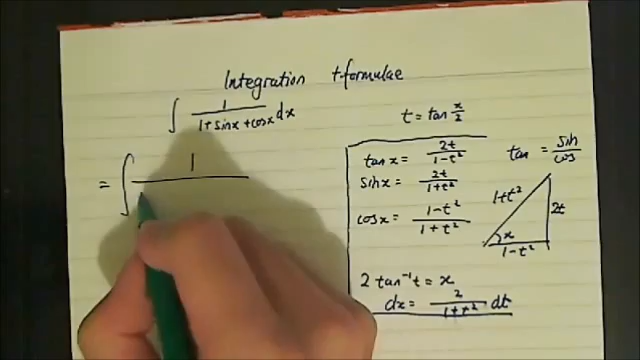 Integration t-formulae
∫ 1/(1+sinx+cosx) dx
= ∫ 1/
t = tan x/2
tan x = 2t/(1-t²)
sin x = 2t/(1+t²)
cos x = (1-t²)/(1+t²)
2 tan⁻¹ t = x
dx = 2/(1+t²) dt
tan = sin/cos
1+t²
2t
x
1-t²